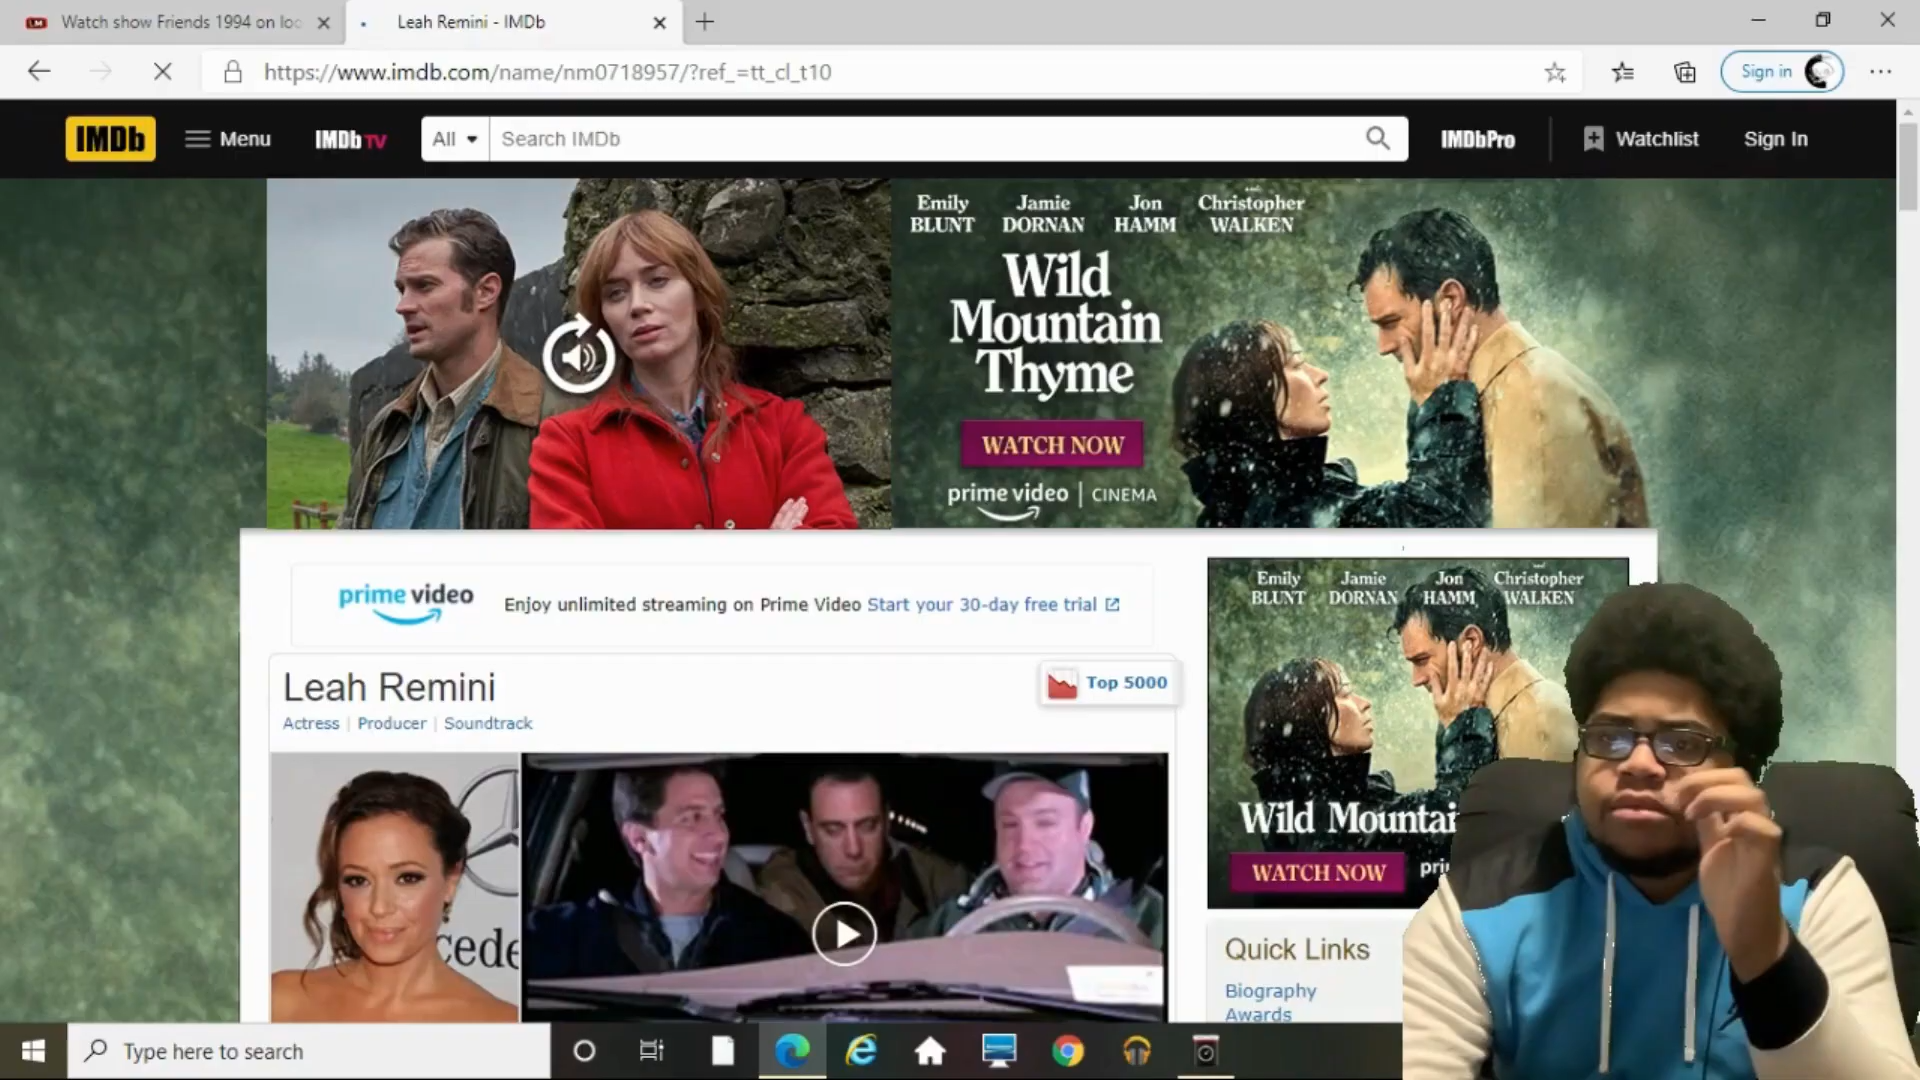 Watch show Friends 1994 on loo
Leah Remini - IMDb
https://www.imdb.com/name/nm0718957/?ref_=tt_cl_t10
Sign in
IMDb
Menu
IMDb TV
All
Search IMDb
IMDbPro
Watchlist
Sign In
Emily BLUNT
Jamie DORNAN
Jon HAMM
and Christopher WALKEN
Wild
Mountain
Thyme
WATCH NOW
prime video | CINEMA
prime video
Enjoy unlimited streaming on Prime Video Start your 30-day free trial
Leah Remini
Top 5000
Actress | Producer | Soundtrack
cede
Emily BLUNT
Jamie DORNAN
Jon HAMM
Christopher WALKEN
Wild Mountai
WATCH NOW
pri
Quick Links
Biography
Awards
Type here to search